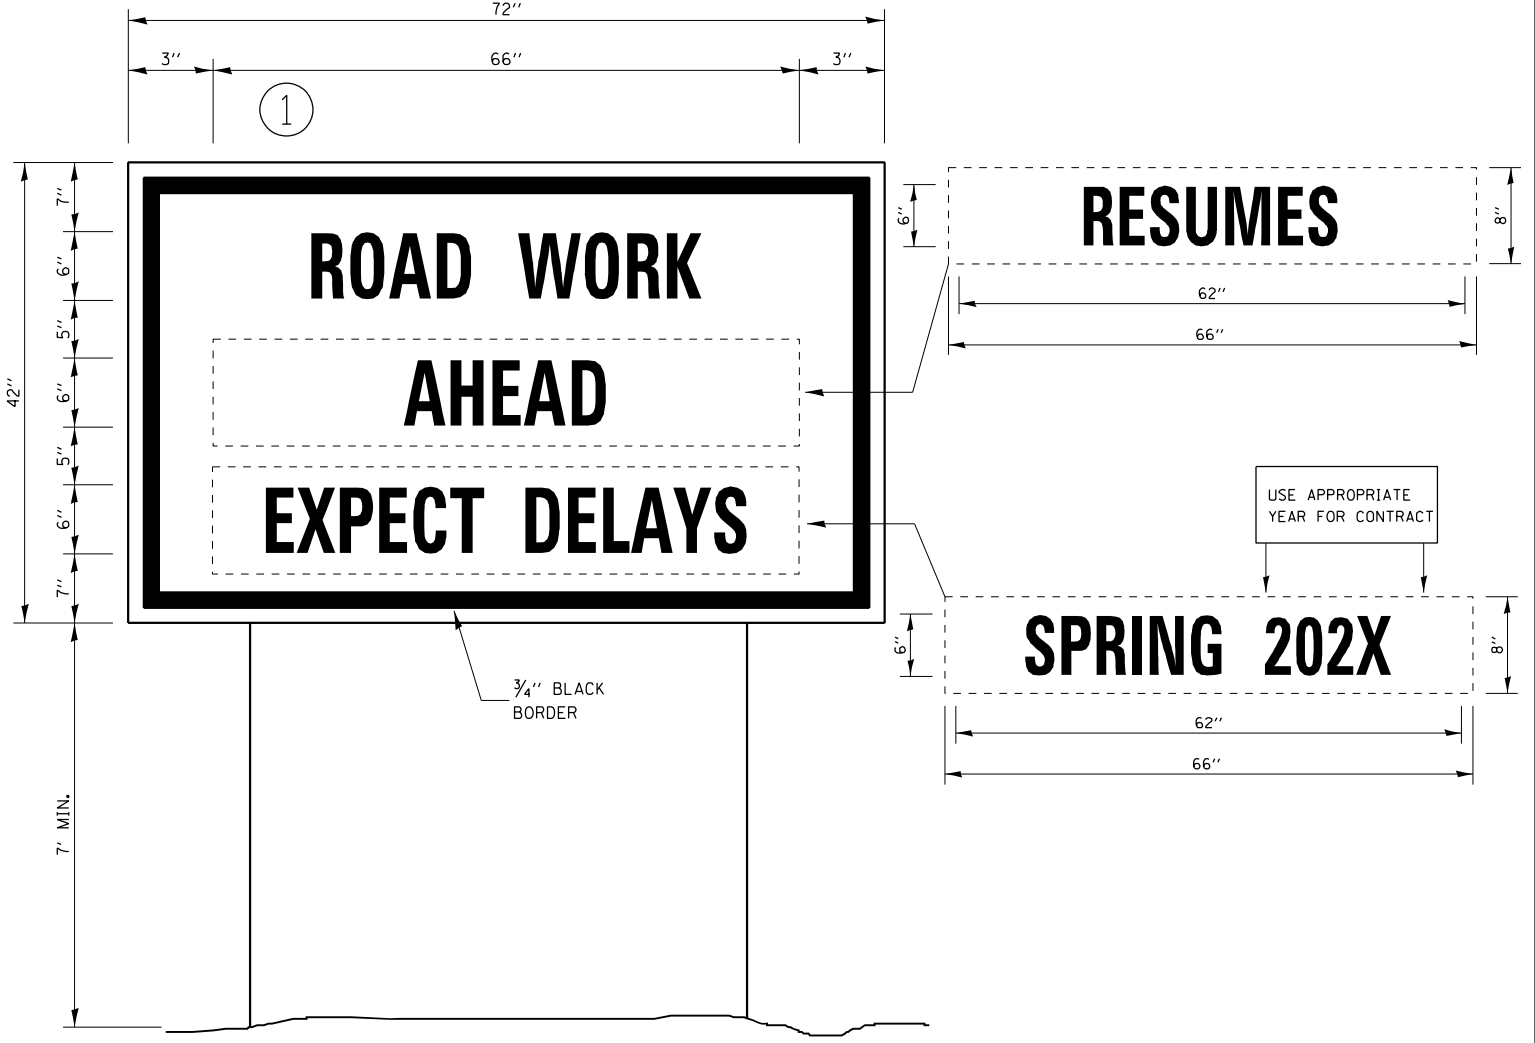 72''
3'' 66'' 3''
1
7''
6''
5''
6''
5''
6''
7''
42''
7' MIN.
ROAD WORK
AHEAD
EXPECT DELAYS
3/4'' BLACK
BORDER
6''
RESUMES
8''
62''
66''
USE APPROPRIATE
YEAR FOR CONTRACT
6''
SPRING 202X
8''
62''
66''